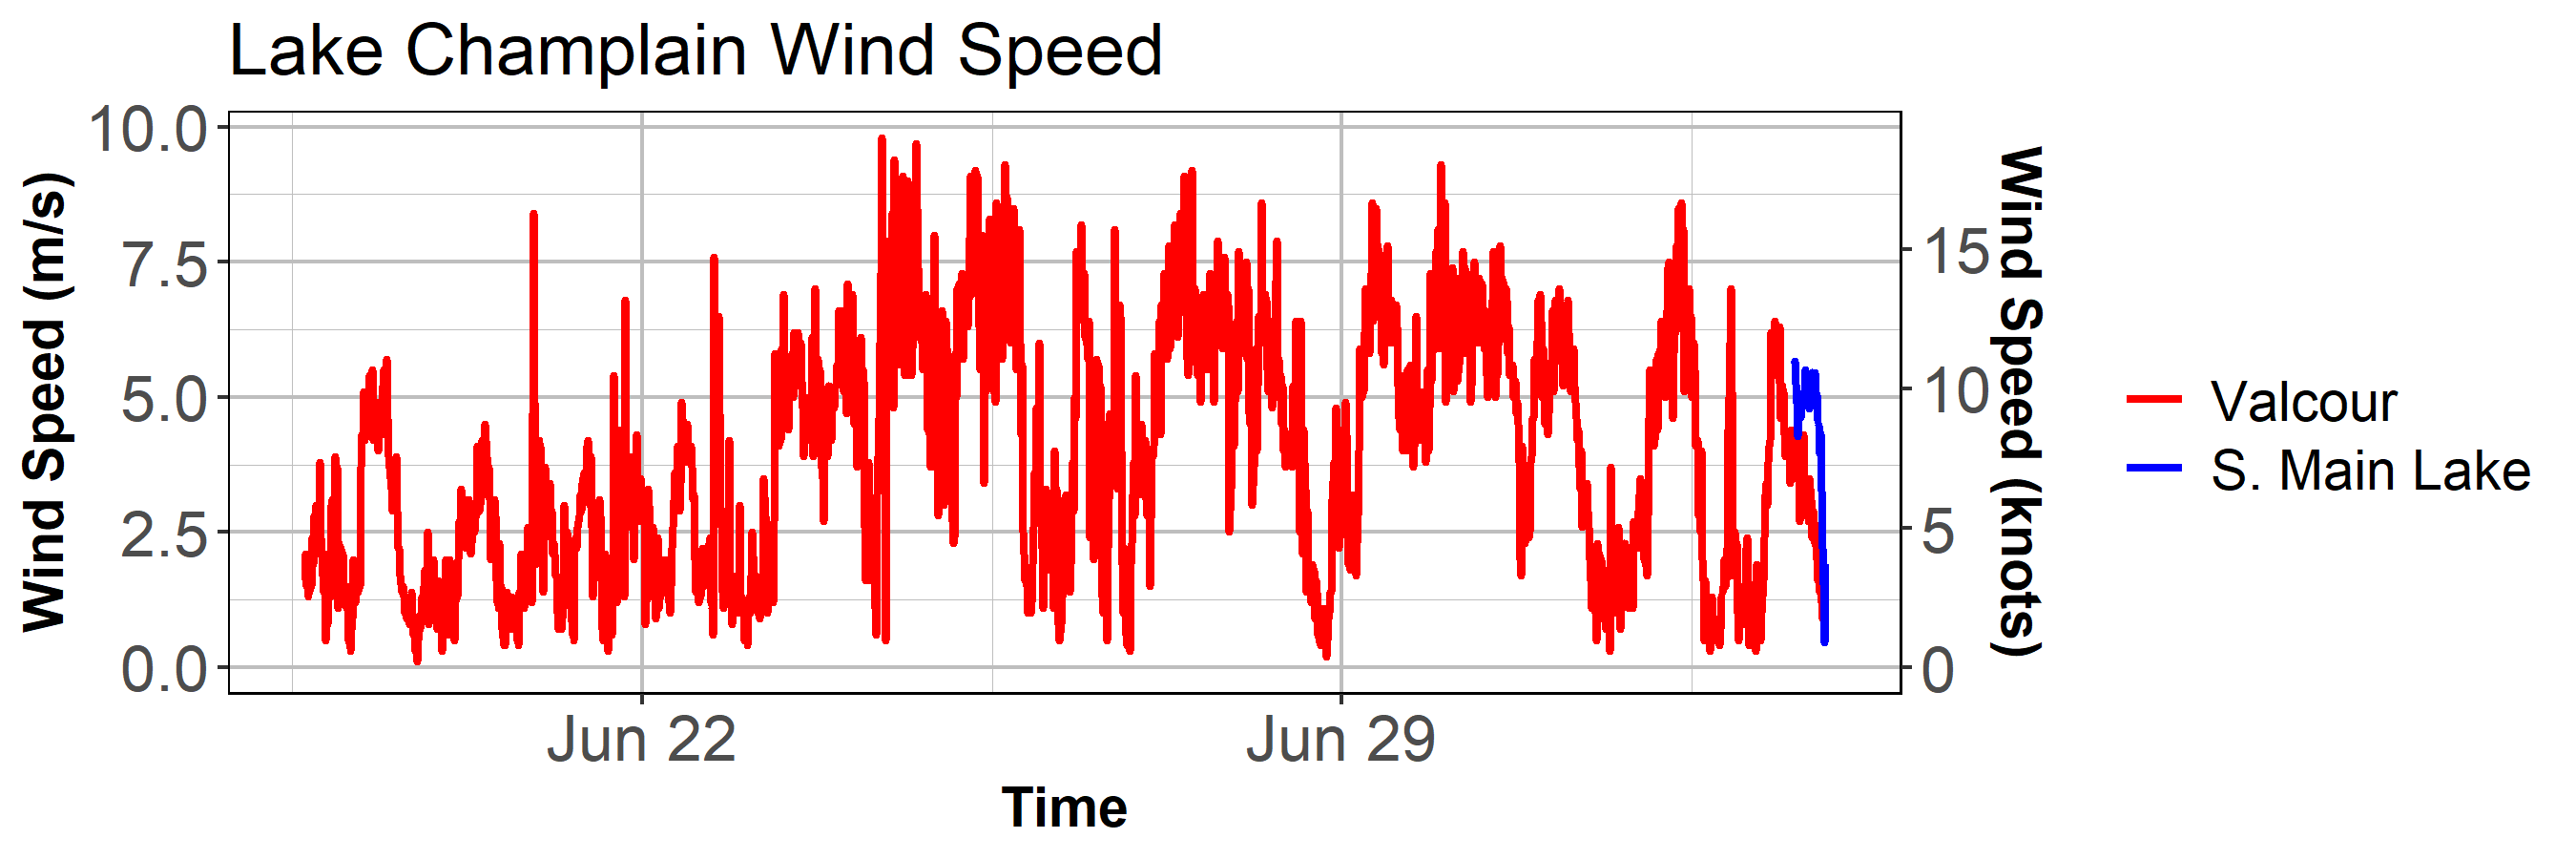 Lake Champlain Wind Speed
10.0
7.5
5.0
2.5
0.0
Wind Speed (m/s)
15
10
5
0
Wind Speed (knots)
Jun 22
Jun 29
Time
Valcour
S. Main Lake